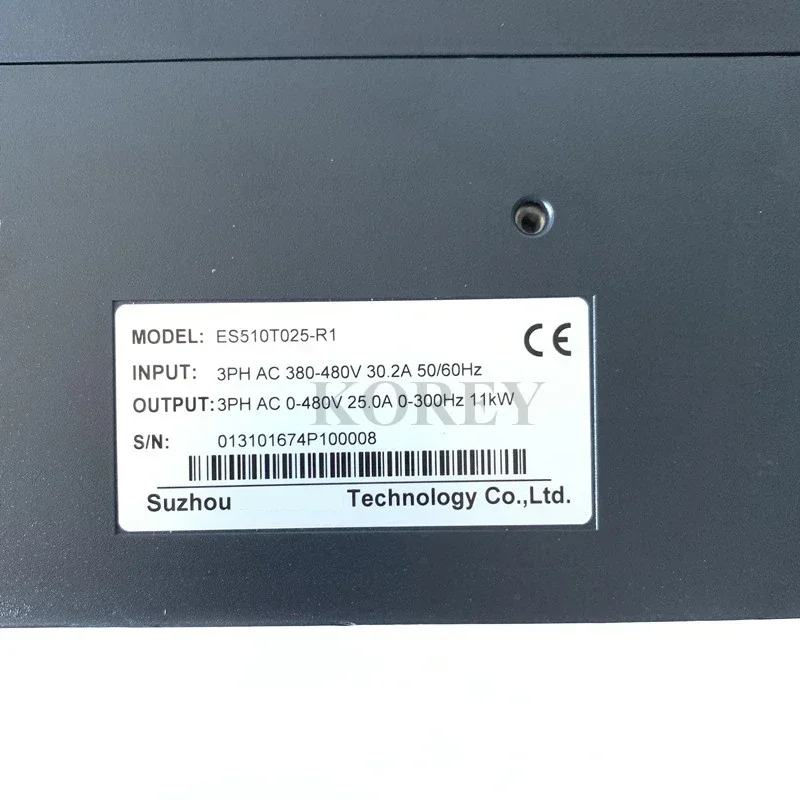 MODEL: ES510T025-R1
CE
INPUT: 3PH AC 380-480V 30.2A 50/60Hz
OUTPUT: 3PH AC 0-480V 25.0A 0-300Hz 11kW
KOREY
S/N: 013101674P100008
Suzhou Technology Co.,Ltd.